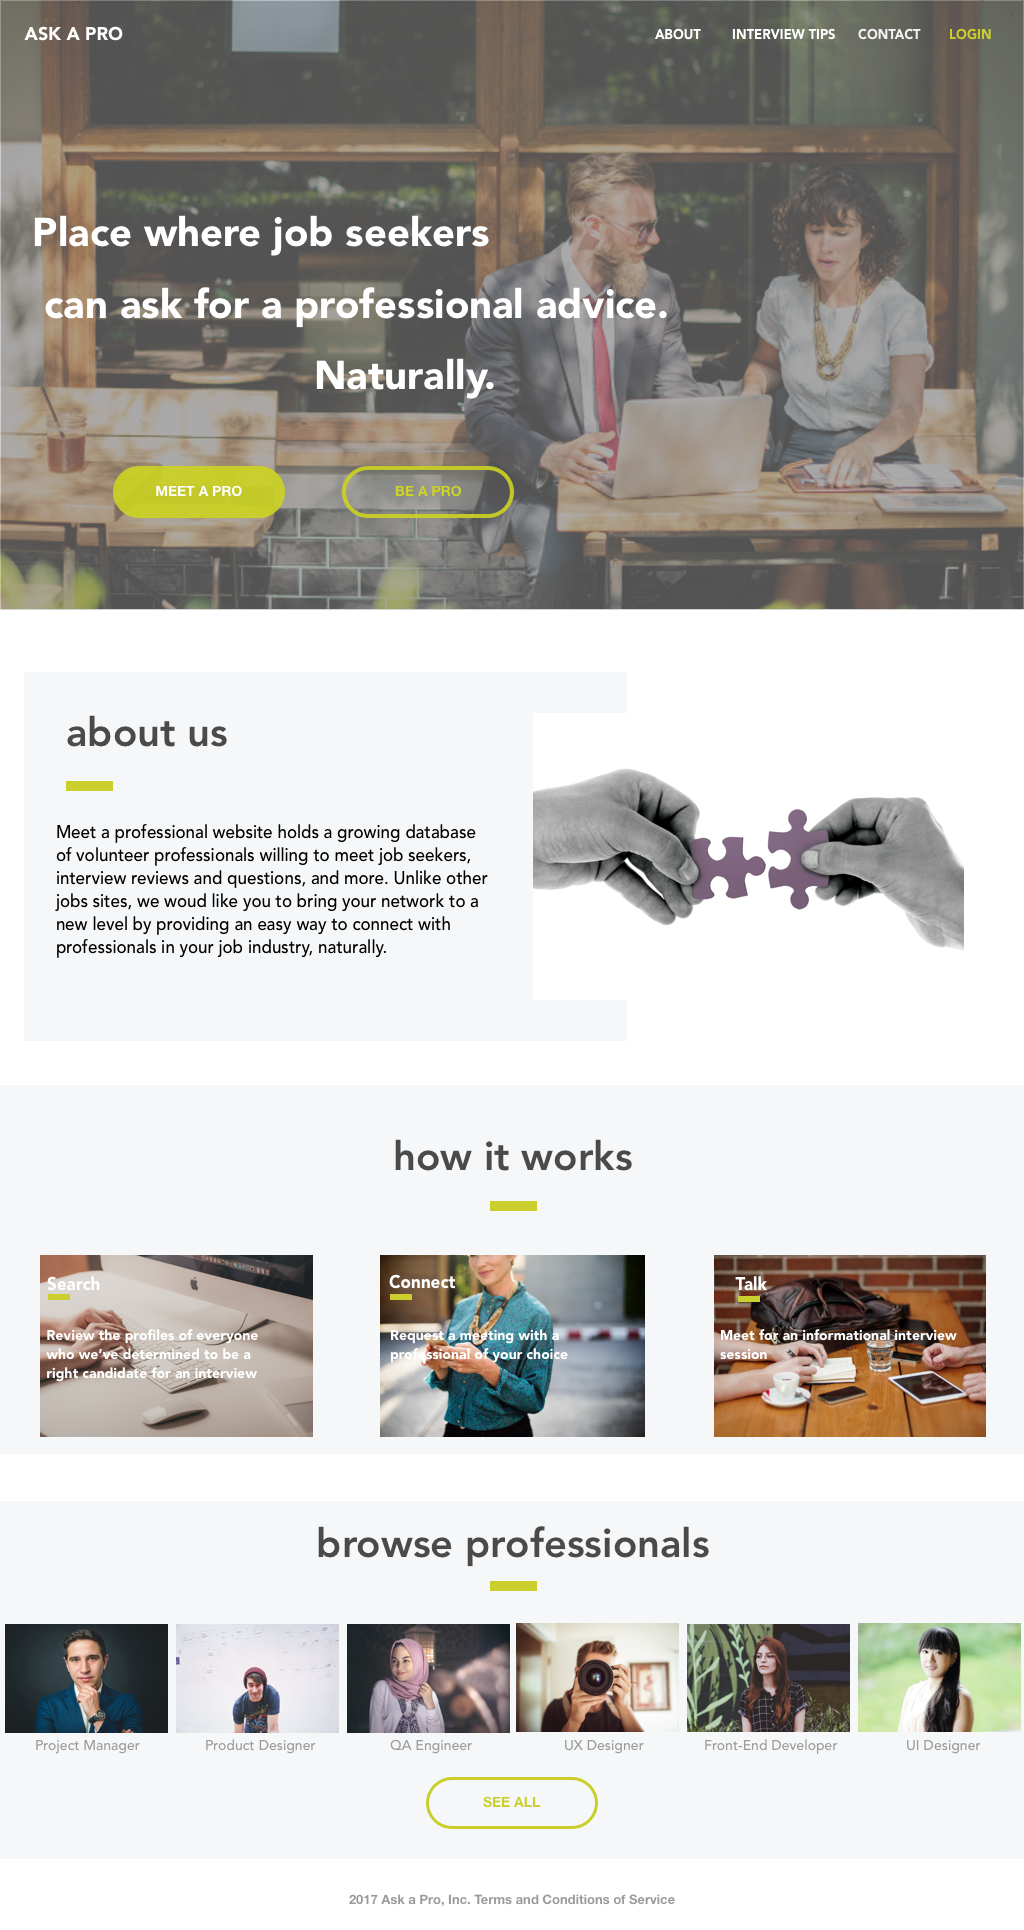 ASK A PRO
ABOUT INTERVIEW TIPS CONTACT LOGIN
Place where job seekers
can ask for a professional advice.
Naturally.
MEET A PRO BE A PRO
about us
Meet a professional website holds a growing database
of volunteer professionals willing to meet job seekers,
interview reviews and questions, and more. Unlike other
jobs sites, we woud like you to bring your network to a
new level by providing an easy way to connect with
professionals in your job industry, naturally.
how it works
Search
Review the profiles of everyone
who we've determined to be a
right candidate for an interview
Connect
Request a meeting with a
professional of your choice
Talk
Meet for an informational interview
session
browse professionals
Project Manager
Product Designer
QA Engineer
UX Designer
Front-End Developer
UI Designer
SEE ALL
2017 Ask a Pro, Inc. Terms and Conditions of Service